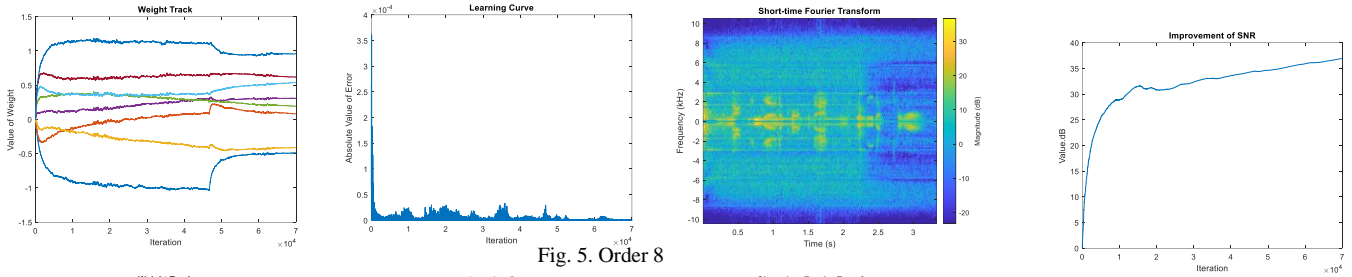 Weight Track
Value of Weight
1.5
1
0.5
0
-0.5
-1
-1.5
0 1 2 3 4 5 6 7
Iteration
×10^4
Learning Curve
×10^-4
Absolute Value of Error
4
3.5
3
2.5
2
1.5
1
0.5
0
0 1 2 3 4 5 6 7
Iteration
×10^4
Short-time Fourier Transform
Frequency (kHz)
10
8
6
4
2
0
-2
-4
-6
-8
-10
0.5 1 1.5 2 2.5 3
Time (s)
30
20
10
0
-10
-20
Magnitude (dB)
Improvement of SNR
Value.dB
40
35
30
25
20
15
10
5
0
0 1 2 3 4 5 6 7
Iteration
×10^4
Fig. 5. Order 8